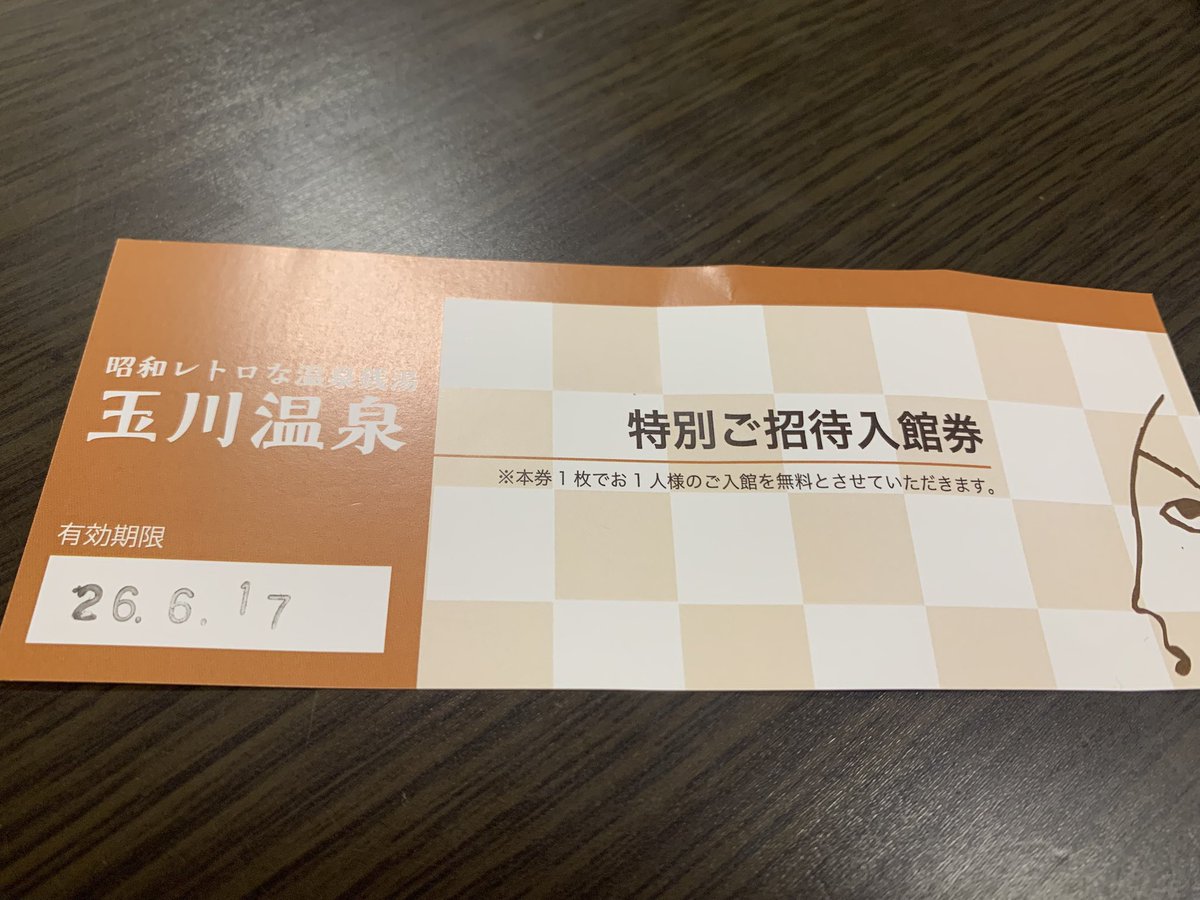 昭和レトロな温泉銭湯
玉川温泉
有効期限
26.6.17
特別ご招待入館券
※本券1枚でお1人様のご入館を無料とさせていただきます。